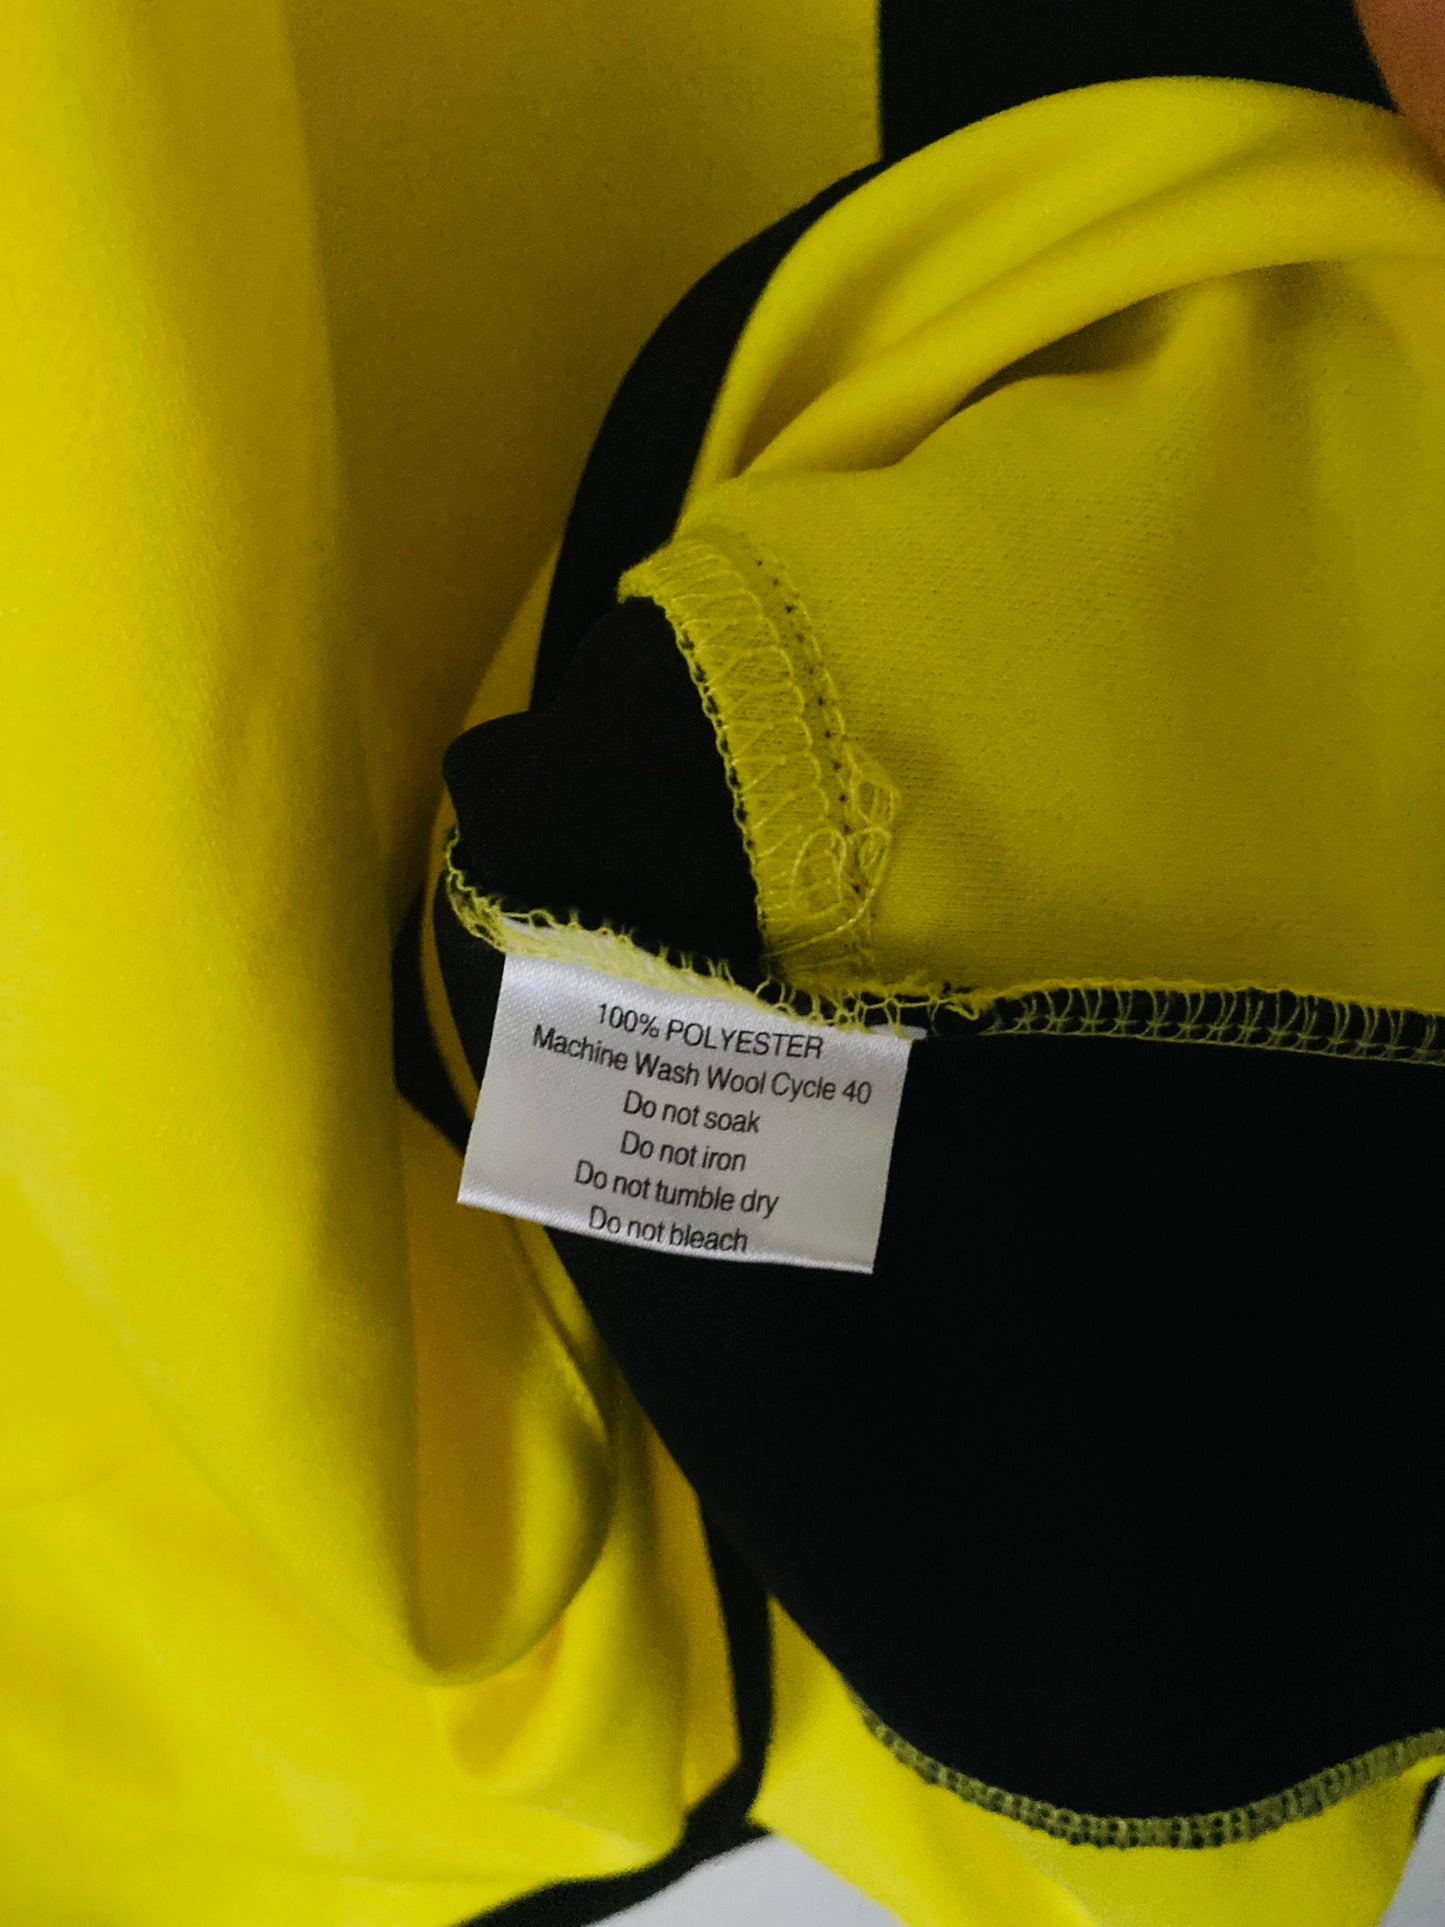 100% POLYESTER
Machine Wash Wool Cycle 40
Do not soak
Do not iron
Do not tumble dry
Do not bleach